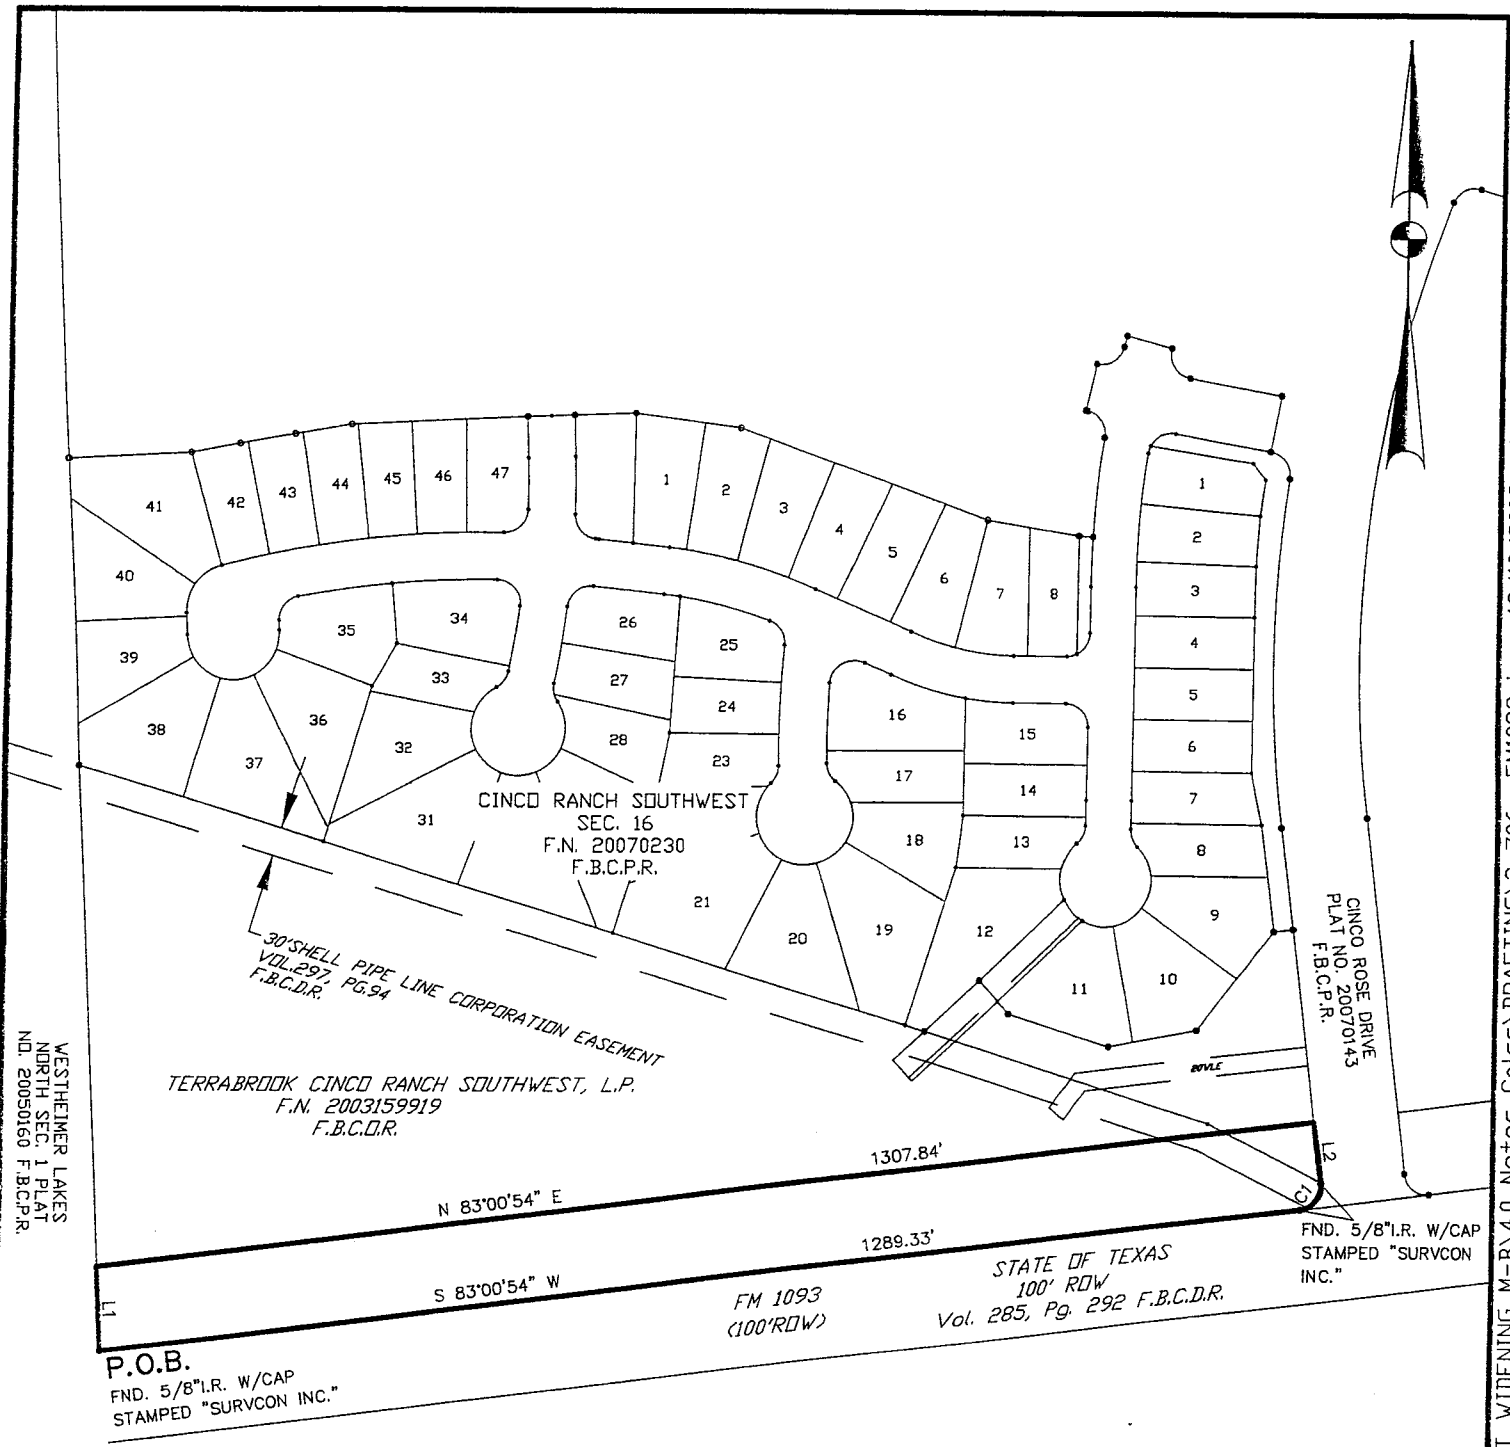 41
42
43
44
45
46
47
1
2
3
4
5
6
7
8
1
2
3
4
5
6
7
8
9
10
11
12
13
14
15
16
17
18
19
20
21
23
24
25
26
27
28
31
32
33
34
35
36
37
38
39
40
CINCO RANCH SOUTHWEST
SEC. 16
F.N. 20070230
F.B.C.P.R.
30'SHELL PIPE LINE CORPORATION EASEMENT
VOL.297, PG.94
F.B.C.D.R.
TERRABROOK CINCO RANCH SOUTHWEST, L.P.
F.N. 2003159919
F.B.C.O.R.
WESTHEIMER LAKES
NORTH SEC. 1 PLAT
NO. 20050160 F.B.C.P.R.
CINCO ROSE DRIVE
PLAT NO. 20070143
F.B.C.P.R.
20'VLE
1307.84'
N 83°00'54" E
1289.33'
S 83°00'54" W
L1
L2
C1
FM 1093
(100'ROW)
STATE OF TEXAS
100' ROW
Vol. 285, Pg. 292 F.B.C.D.R.
FND. 5/8"I.R. W/CAP
STAMPED "SURVCON
INC."
P.O.B.
FND. 5/8"I.R. W/CAP
STAMPED "SURVCON INC."